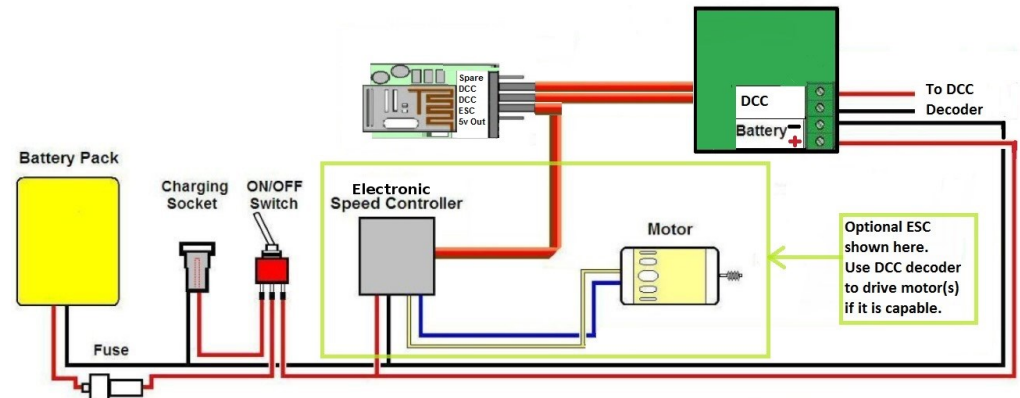 Spare
DCC
DCC
ESC
5v Out
DCC
Battery
To DCC
Decoder
Battery Pack
Charging
Socket
ON/OFF
Switch
Electronic
Speed Controller
Motor
Optional ESC
shown here.
Use DCC decoder
to drive motor(s)
if it is capable.
Fuse